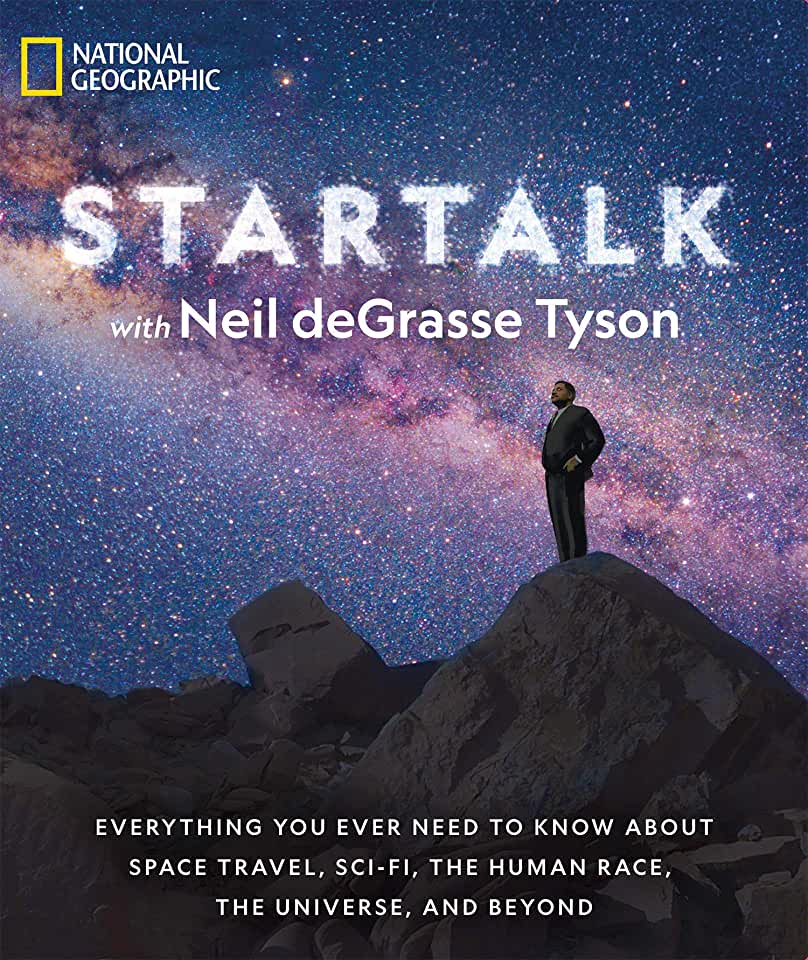 NATIONAL
GEOGRAPHIC
STARTALK
with Neil deGrasse Tyson
EVERYTHING YOU EVER NEED TO KNOW ABOUT
SPACE TRAVEL, SCI-FI, THE HUMAN RACE,
THE UNIVERSE, AND BEYOND